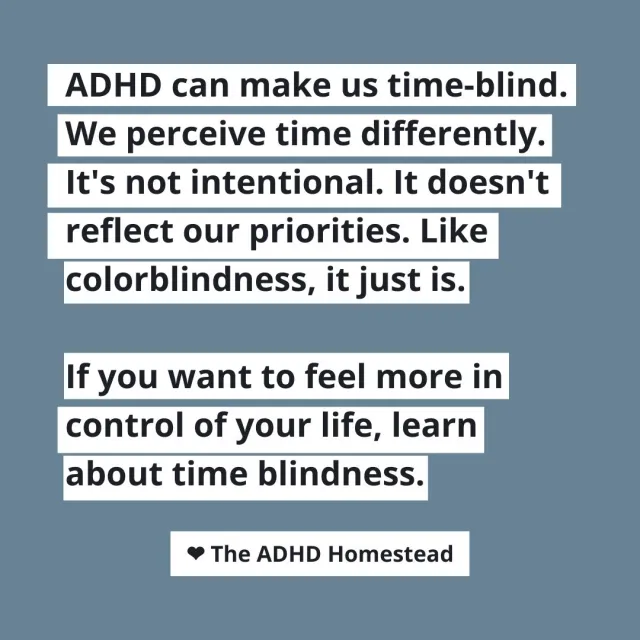 ADHD can make us time-blind.
We perceive time differently.
It's not intentional. It doesn't
reflect our priorities. Like
colorblindness, it just is.
If you want to feel more in
control of your life, learn
about time blindness.
❤ The ADHD Homestead